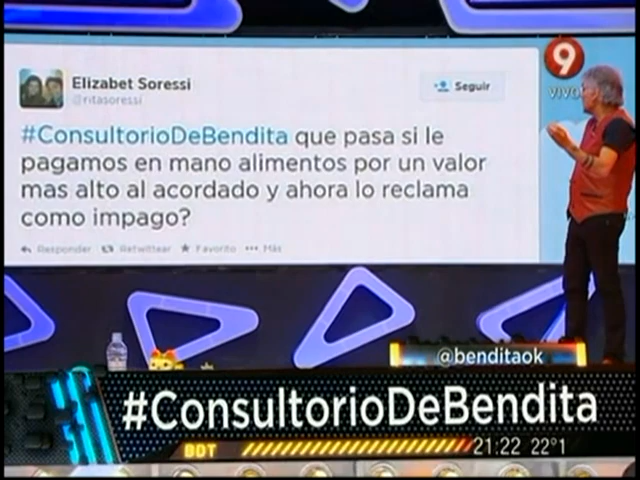 9
VIVO
Elizabet Soressi
@ritasoressi
Seguir
#ConsultorioDeBendita que pasa si le
pagamos en mano alimentos por un valor
mas alto al acordado y ahora lo reclama
como impago?
Responder Retwittear Favorito Más
@benditaok
#ConsultorioDeBendita
BDT
21:22 22°1